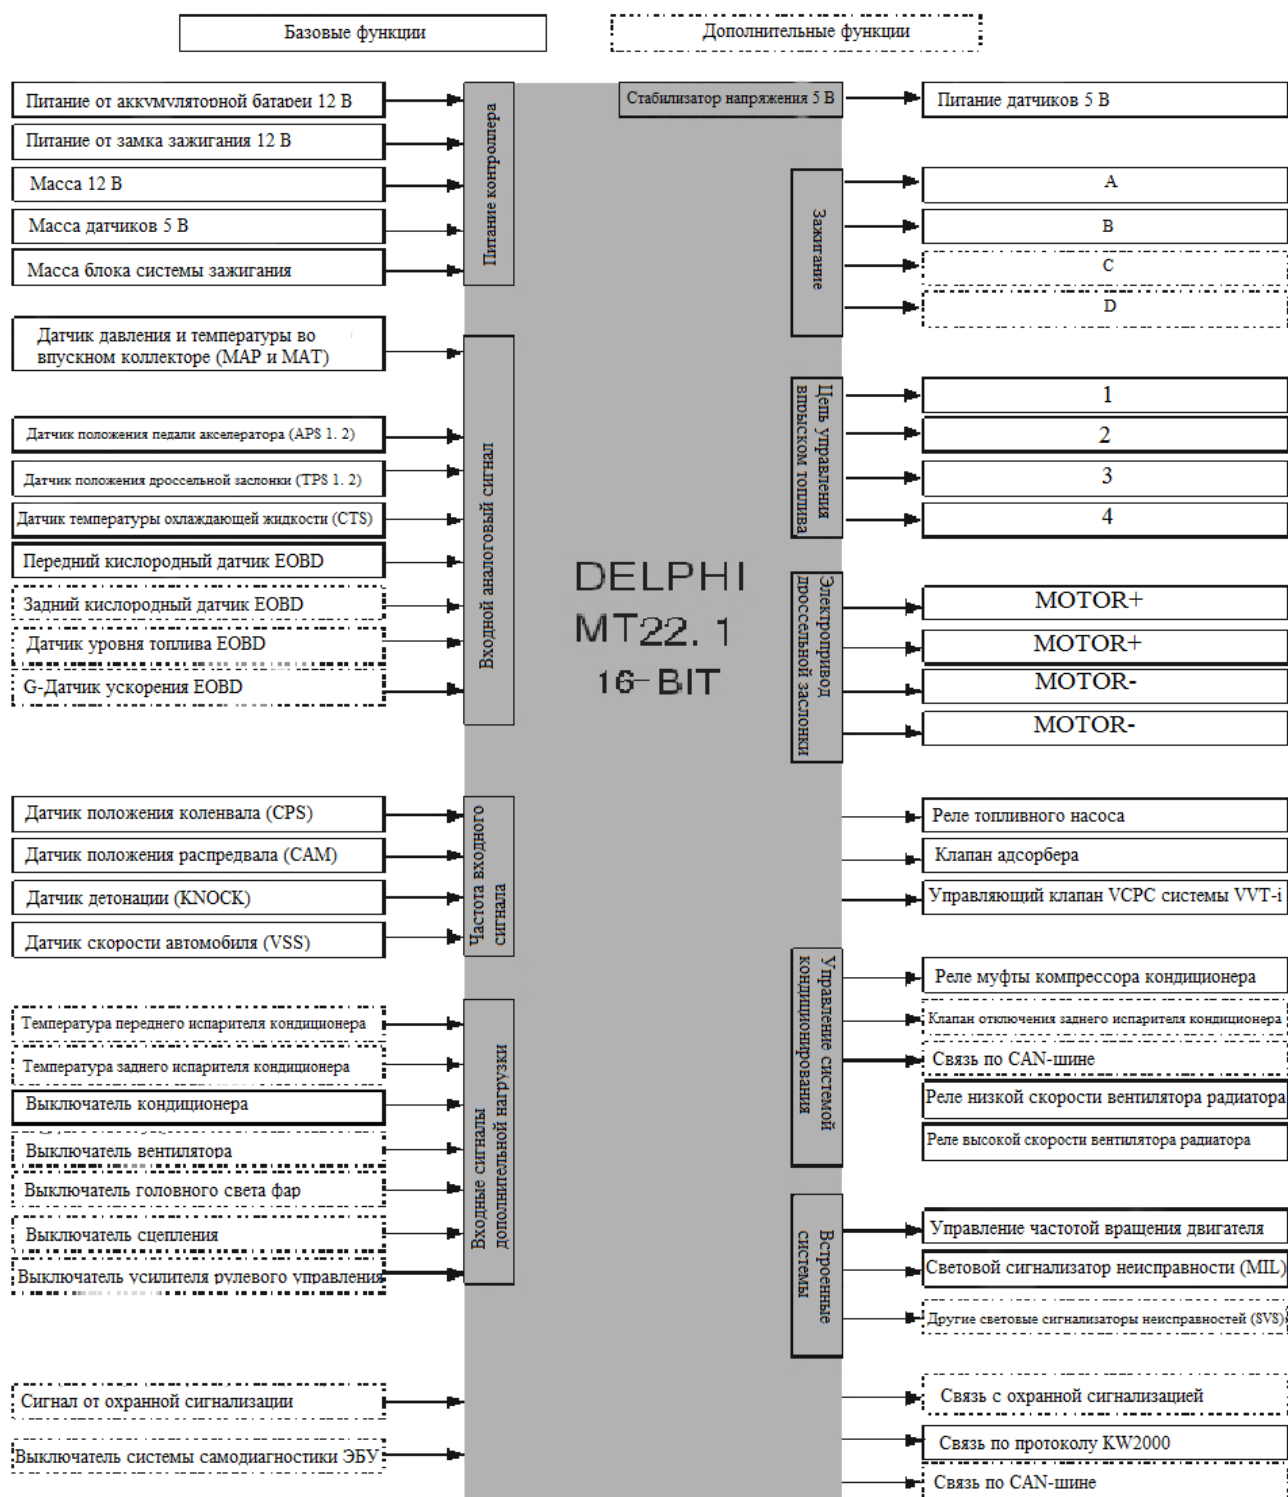 Базовые функции
Дополнительные функции
Питание от аккумуляторной батареи 12 В
Питание от замка зажигания 12 В
Масса 12 В
Масса датчиков 5 В
Масса блока системы зажигания
Питание контроллера
Датчик давления и температуры во
впускном коллекторе (MAP и MAT)
Датчик положения педали акселератора (APS 1. 2)
Датчик положения дроссельной заслонки (TPS 1. 2)
Датчик температуры охлаждающей жидкости (CTS)
Передний кислородный датчик EOBD
Задний кислородный датчик EOBD
Датчик уровня топлива EOBD
G-Датчик ускорения EOBD
Входной аналоговый сигнал
Датчик положения коленвала (CPS)
Датчик положения распредвала (CAM)
Датчик детонации (KNOCK)
Датчик скорости автомобиля (VSS)
Частота входного
сигнала
Температура переднего испарителя кондиционера
Температура заднего испарителя кондиционера
Выключатель кондиционера
Выключатель вентилятора
Выключатель головного света фар
Выключатель сцепления
Выключатель усилителя рулевого управления
Входные сигналы
дополнительной нагрузки
Сигнал от охранной сигнализации
Выключатель системы самодиагностики ЭБУ
DELPHI
MT22. 1
16-BIT
Стабилизатор напряжения 5 В
Питание датчиков 5 В
Зажигание
A
B
C
D
Цепь управления
впрыском топлива
1
2
3
4
Электропривод
дроссельной заслонки
MOTOR+
MOTOR+
MOTOR-
MOTOR-
Реле топливного насоса
Клапан адсорбера
Управляющий клапан VCPC системы VVT-i
Управление системой
кондиционирования
Реле муфты компрессора кондиционера
Клапан отключения заднего испарителя кондиционера
Связь по CAN-шине
Реле низкой скорости вентилятора радиатора
Реле высокой скорости вентилятора радиатора
Встроенные
системы
Управление частотой вращения двигателя
Световой сигнализатор неисправности (MIL)
Другие световые сигнализаторы неисправностей (SVS)
Связь с охранной сигнализацией
Связь по протоколу KW2000
Связь по CAN-шине